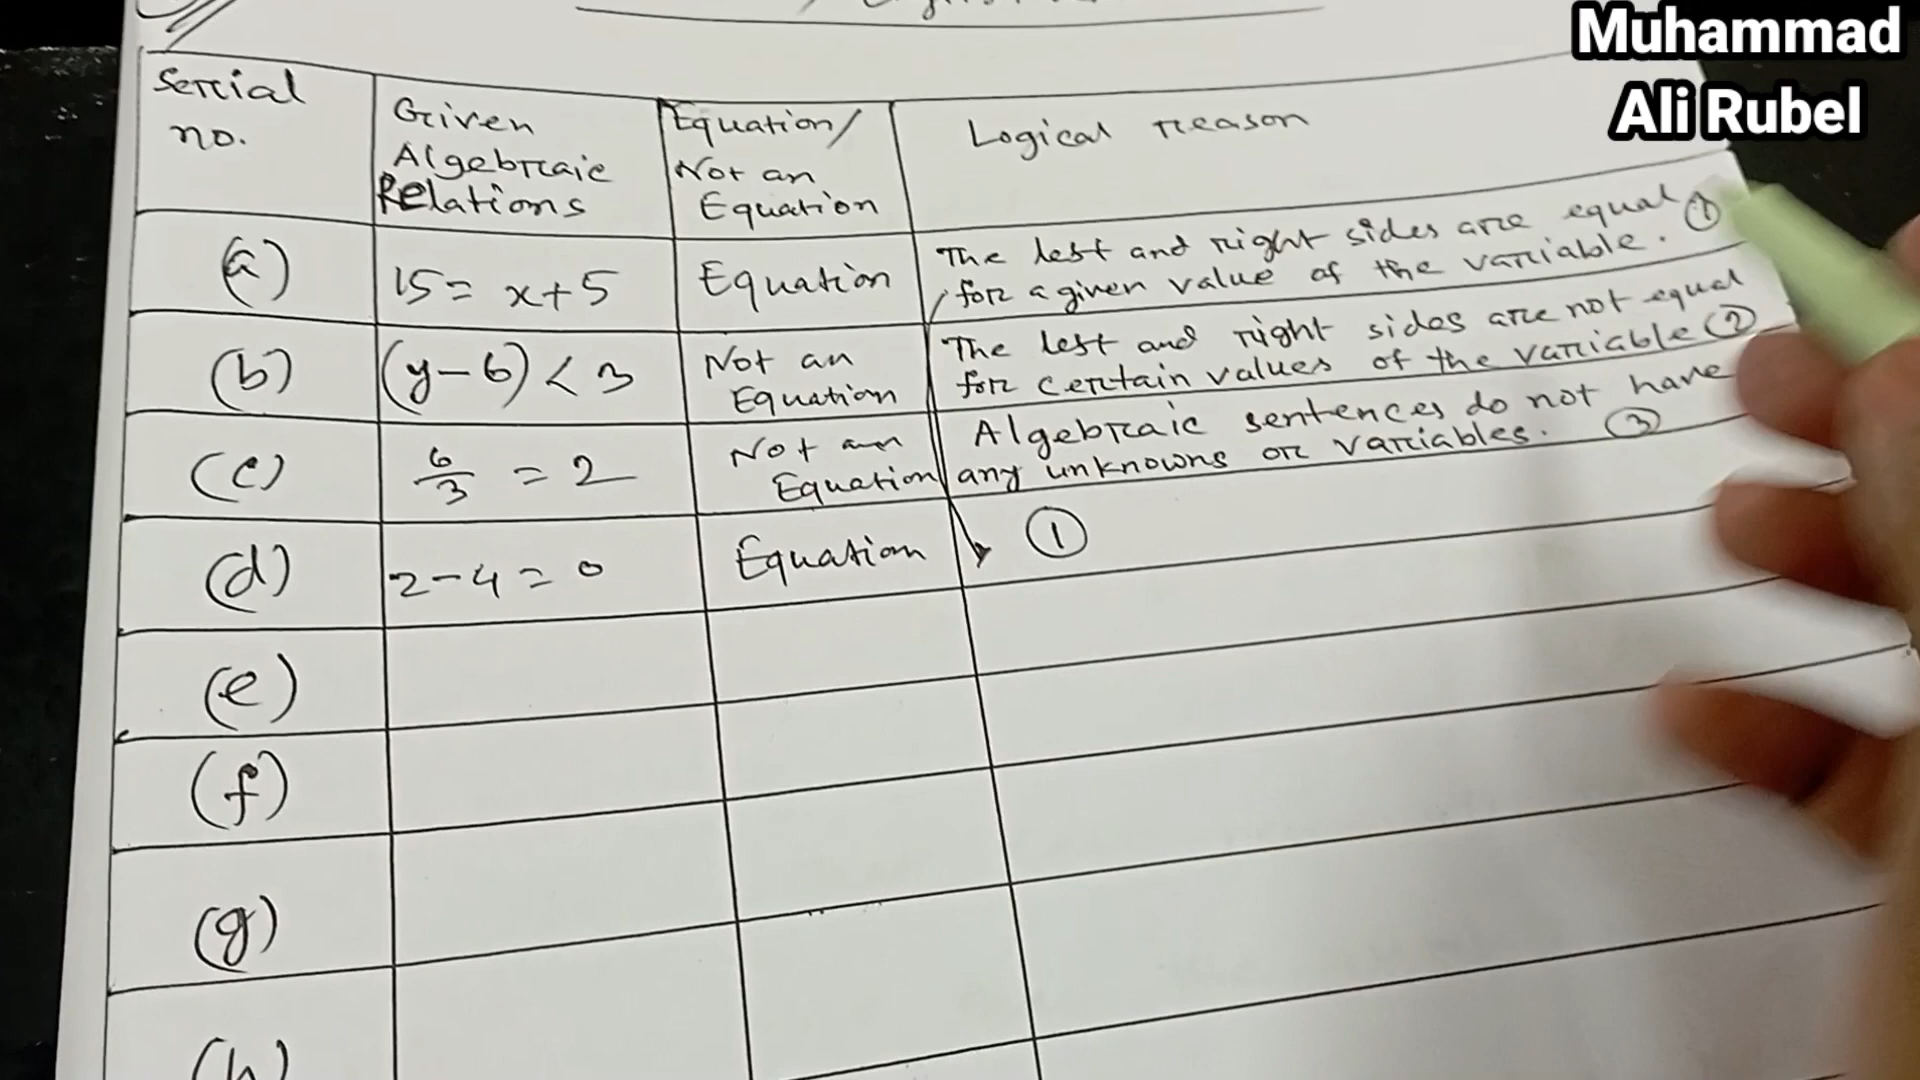 Muhammad
Ali Rubel
Serial
no.
Given
Algebraic
Relations
Equation/
Not an
Equation
Logical reason
(a)
15 = x+5
Equation
The left and right sides are equal ①
for a given value of the variable.
(b)
(y-6) < 3
Not an
Equation
The left and right sides are not equal
for certain values of the variable ②
(c)
6/3 = 2
Not an
Equation
Algebraic sentences do not have
any unknowns or variables. ③
(d)
2-4 = 0
Equation
①
(e)
(f)
(g)
(h)